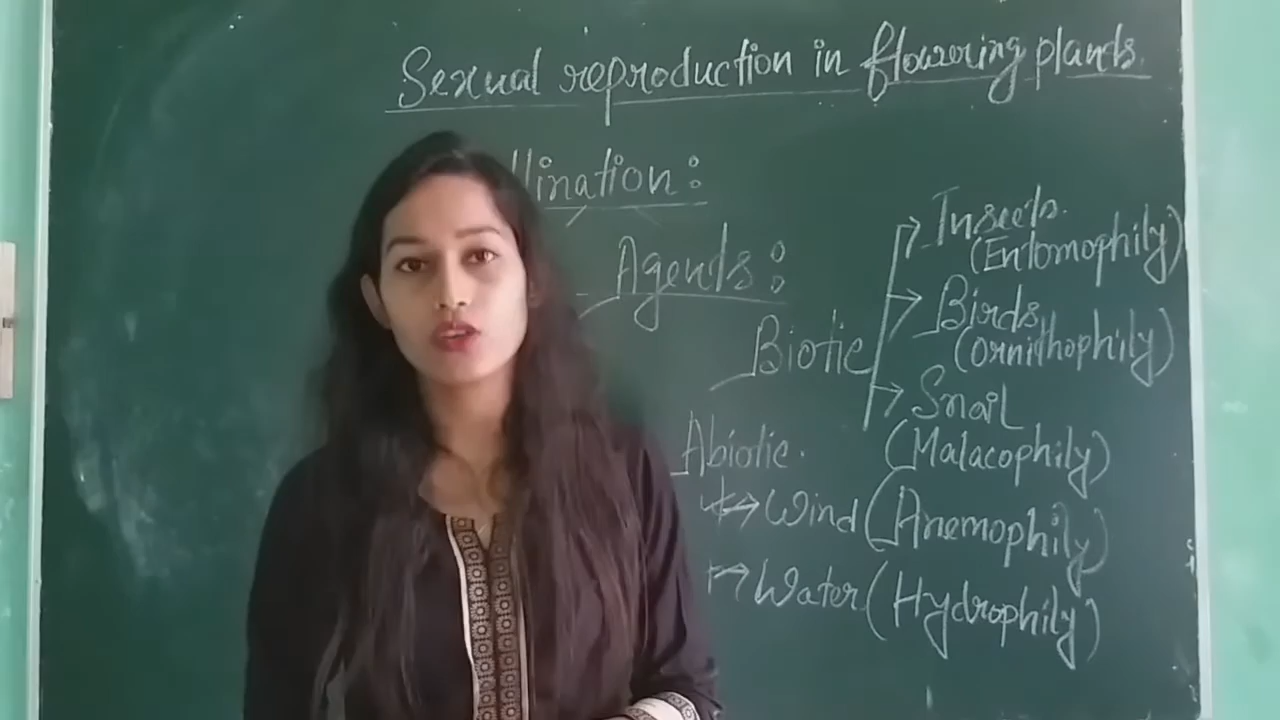 Sexual reproduction in flowering plants.
llination:
Agents:
Insects.
(Entomophily)
Birds
(Ornithophily)
Biotic
Snail
(Malacophily)
Abiotic.
Wind (Anemophily)
Water (Hydrophily)